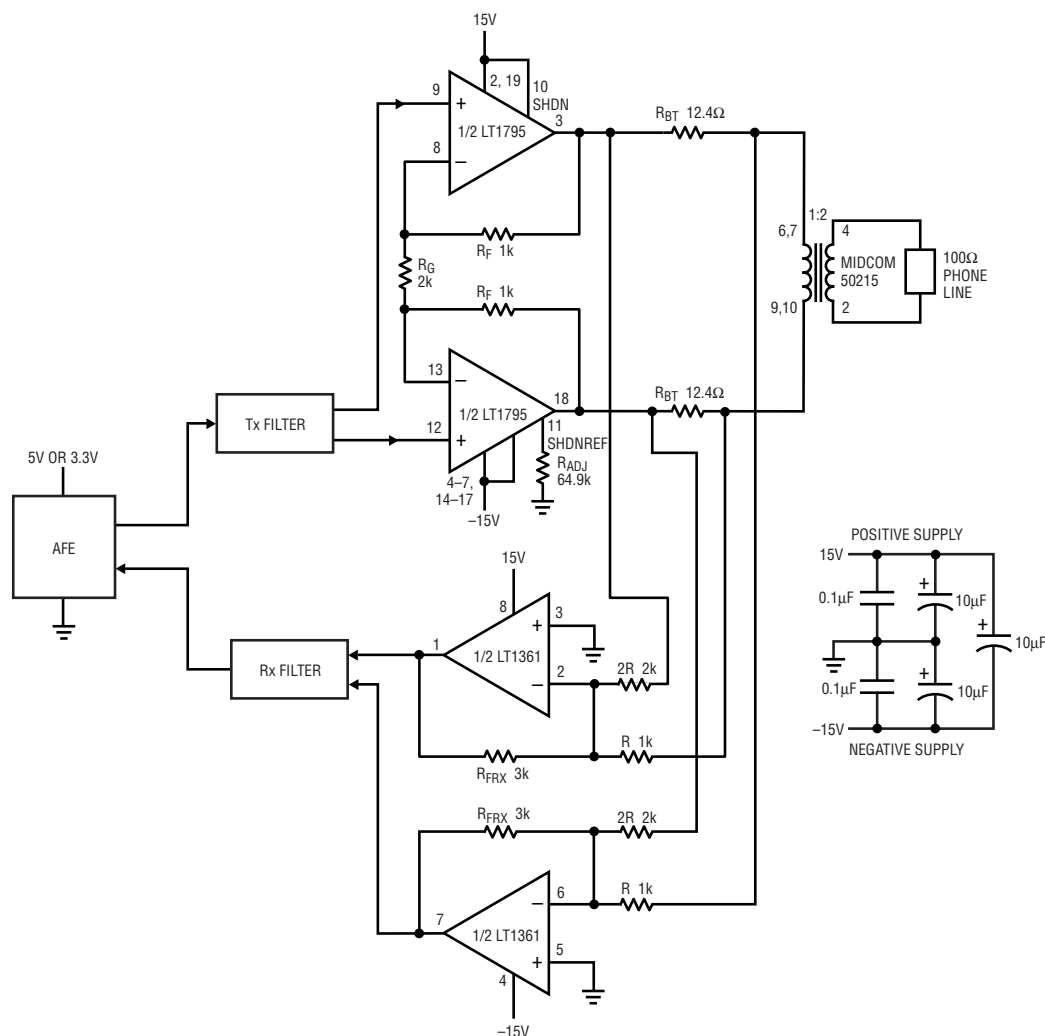 15V
2, 19
10
SHDN
9
+
1/2 LT1795
3
8
–
R_BT 12.4Ω
R_F 1k
R_G
2k
R_F 1k
1:2
6,7
4
MIDCOM
50215
100Ω
PHONE
LINE
9,10
2
13
–
1/2 LT1795
18
12
+
11
SHDNREF
R_ADJ
64.9k
4–7,
14–17
–15V
R_BT 12.4Ω
Tx FILTER
5V OR 3.3V
AFE
15V
8
3
+
1
1/2 LT1361
2
–
2R 2k
Rx FILTER
R_FRX 3k
R 1k
R_FRX 3k
2R 2k
6
–
R 1k
7
1/2 LT1361
5
+
4
–15V
POSITIVE SUPPLY
15V
0.1µF
+
10µF
+
10µF
0.1µF
+
10µF
–15V
NEGATIVE SUPPLY